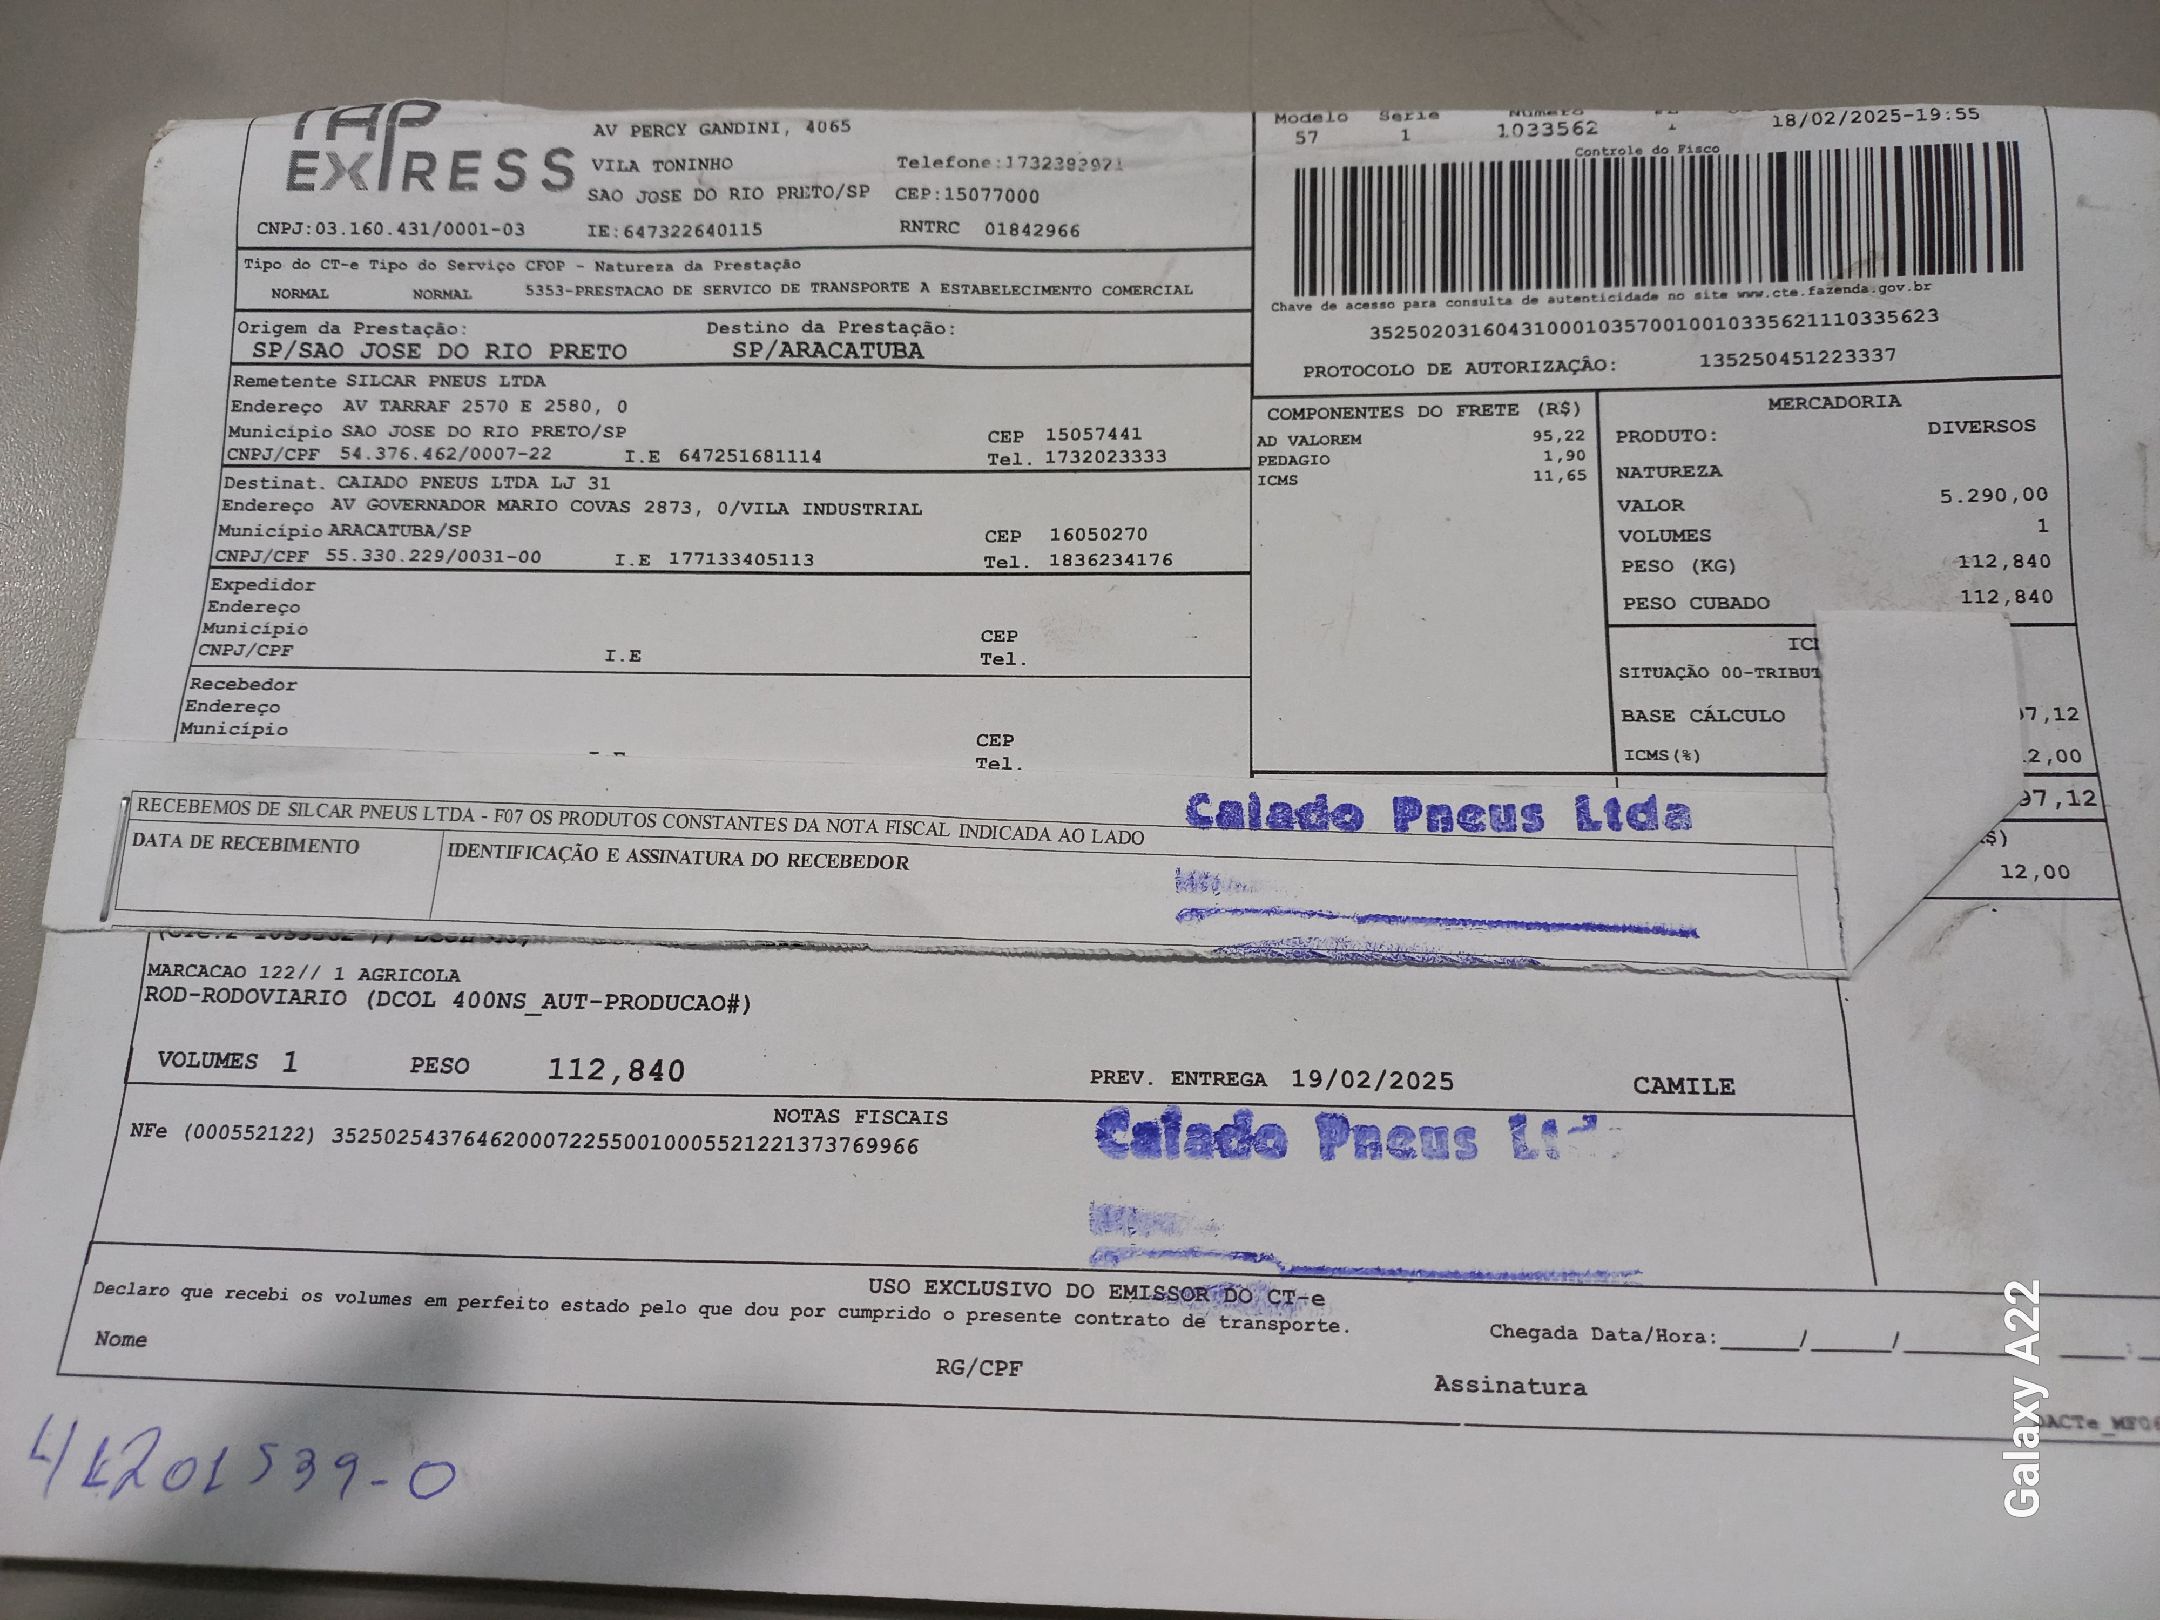 TAP
EXPRESS
AV PERCY GANDINI, 4065
VILA TONINHO Telefone:1732392921
SAO JOSE DO RIO PRETO/SP CEP:15077000
CNPJ:03.160.431/0001-03 IE:647322640115 RNTRC 01842966
Modelo Serie Número
57 1 1033562 1 18/02/2025-19:55
Controle do Fisco
Chave de acesso para consulta de autenticidade no site www.cte.fazenda.gov.br
35250203160431000103570010010335621110335623
PROTOCOLO DE AUTORIZAÇÃO: 135250451223337
Tipo do CT-e Tipo do Serviço CFOP - Natureza da Prestação
NORMAL NORMAL 5353-PRESTACAO DE SERVICO DE TRANSPORTE A ESTABELECIMENTO COMERCIAL
Origem da Prestação: Destino da Prestação:
SP/SAO JOSE DO RIO PRETO SP/ARACATUBA
Remetente SILCAR PNEUS LTDA
Endereço AV TARRAF 2570 E 2580, 0
Município SAO JOSE DO RIO PRETO/SP CEP 15057441
CNPJ/CPF 54.376.462/0007-22 I.E 647251681114 Tel. 1732023333
Destinat. CAIADO PNEUS LTDA LJ 31
Endereço AV GOVERNADOR MARIO COVAS 2873, 0/VILA INDUSTRIAL
Município ARACATUBA/SP CEP 16050270
CNPJ/CPF 55.330.229/0031-00 I.E 177133405113 Tel. 1836234176
Expedidor
Endereço
Município CEP
CNPJ/CPF I.E Tel.
Recebedor
Endereço
Município CEP
Tel.
COMPONENTES DO FRETE (R$)
AD VALOREM 95,22
PEDAGIO 1,90
ICMS 11,65
MERCADORIA
PRODUTO: DIVERSOS
NATUREZA
VALOR 5.290,00
VOLUMES 1
PESO (KG) 112,840
PESO CUBADO 112,840
SITUAÇÃO 00-TRIBUT
BASE CÁLCULO 7,12
ICMS(%) 2,00
97,12
$)
12,00
RECEBEMOS DE SILCAR PNEUS LTDA - F07 OS PRODUTOS CONSTANTES DA NOTA FISCAL INDICADA AO LADO
Caiado Pneus Ltda
DATA DE RECEBIMENTO IDENTIFICAÇÃO E ASSINATURA DO RECEBEDOR
MARCACAO 122// 1 AGRICOLA
ROD-RODOVIARIO (DCOL 400NS_AUT-PRODUCAO#)
VOLUMES 1 PESO 112,840 PREV. ENTREGA 19/02/2025 CAMILE
NOTAS FISCAIS
NFe (000552122) 35250254376462000722550010005521221373769966
Caiado Pneus Lt
USO EXCLUSIVO DO EMISSOR DO CT-e
Declaro que recebi os volumes em perfeito estado pelo que dou por cumprido o presente contrato de transporte.
Nome RG/CPF Chegada Data/Hora:_____/_____/_____
Assinatura
DACTe_MF06
Galaxy A22